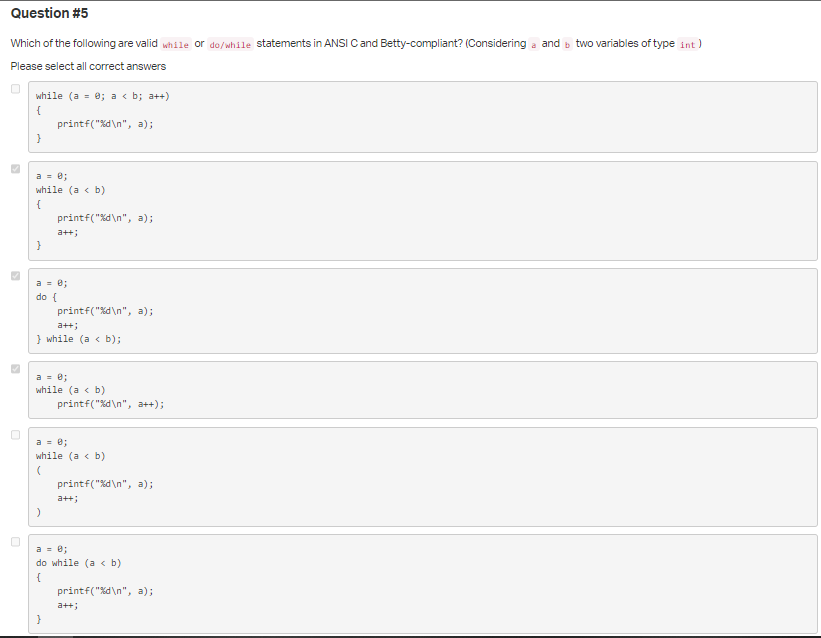 Question #5
Which of the following are valid while or do/while statements in ANSI C and Betty-compliant? (Considering a and b two variables of type int )
Please select all correct answers
while (a = 0; a < b; a++)
{
    printf("%d\n", a);
}
a = 0;
while (a < b)
{
    printf("%d\n", a);
    a++;
}
a = 0;
do {
    printf("%d\n", a);
    a++;
} while (a < b);
a = 0;
while (a < b)
    printf("%d\n", a++);
a = 0;
while (a < b)
(
    printf("%d\n", a);
    a++;
)
a = 0;
do while (a < b)
{
    printf("%d\n", a);
    a++;
}